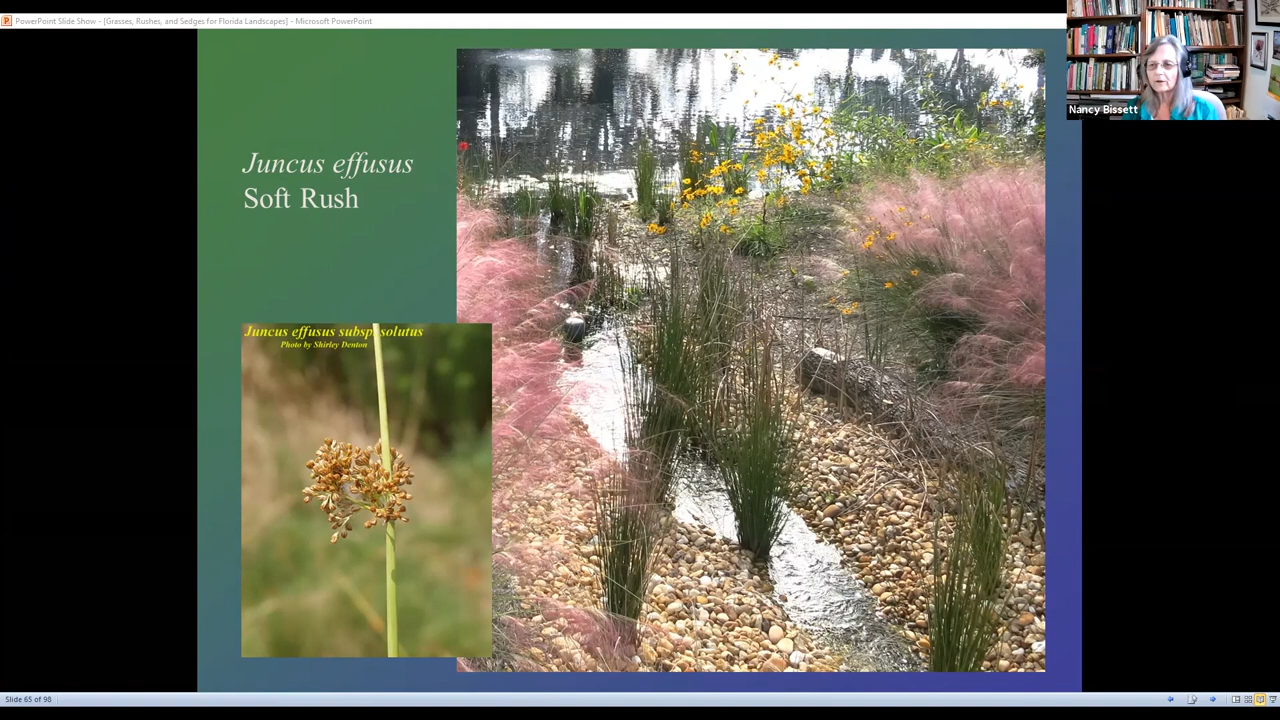 PowerPoint Slide Show - [Grasses, Rushes, and Sedges for Florida Landscapes] - Microsoft PowerPoint
Nancy Bissett
Juncus effusus
Soft Rush
Juncus effusus subsp. solutus
Photo by Shirley Denton
Slide 65 of 98